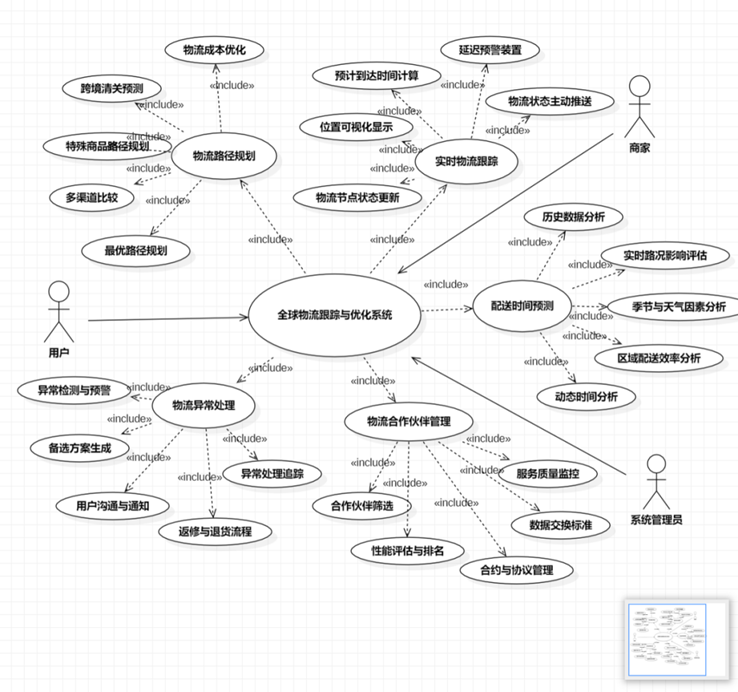 物流成本优化
«include»
跨境清关预测
«include»
特殊商品路径规划
«include»
物流路径规划
«include»
多渠道比较
«include»
最优路径规划
延迟预警装置
预计到达时间计算
«include»
物流状态主动推送
«include»
«include»
位置可视化显示
«include»
实时物流跟踪
物流节点状态更新
商家
«include»
«include»
历史数据分析
«include»
实时路况影响评估
«include»
«include»
配送时间预测
季节与天气因素分析
«include»
«include»
区域配送效率分析
动态时间分析
全球物流跟踪与优化系统
用户
«include»
«include»
异常检测与预警
«include»
物流异常处理
备选方案生成
«include»
«include»
«include»
«include»
异常处理追踪
用户沟通与通知
返修与退货流程
物流合作伙伴管理
«include»
«include»
«include»
服务质量监控
«include»
«include»
合作伙伴筛选
数据交换标准
性能评估与排名
合约与协议管理
系统管理员